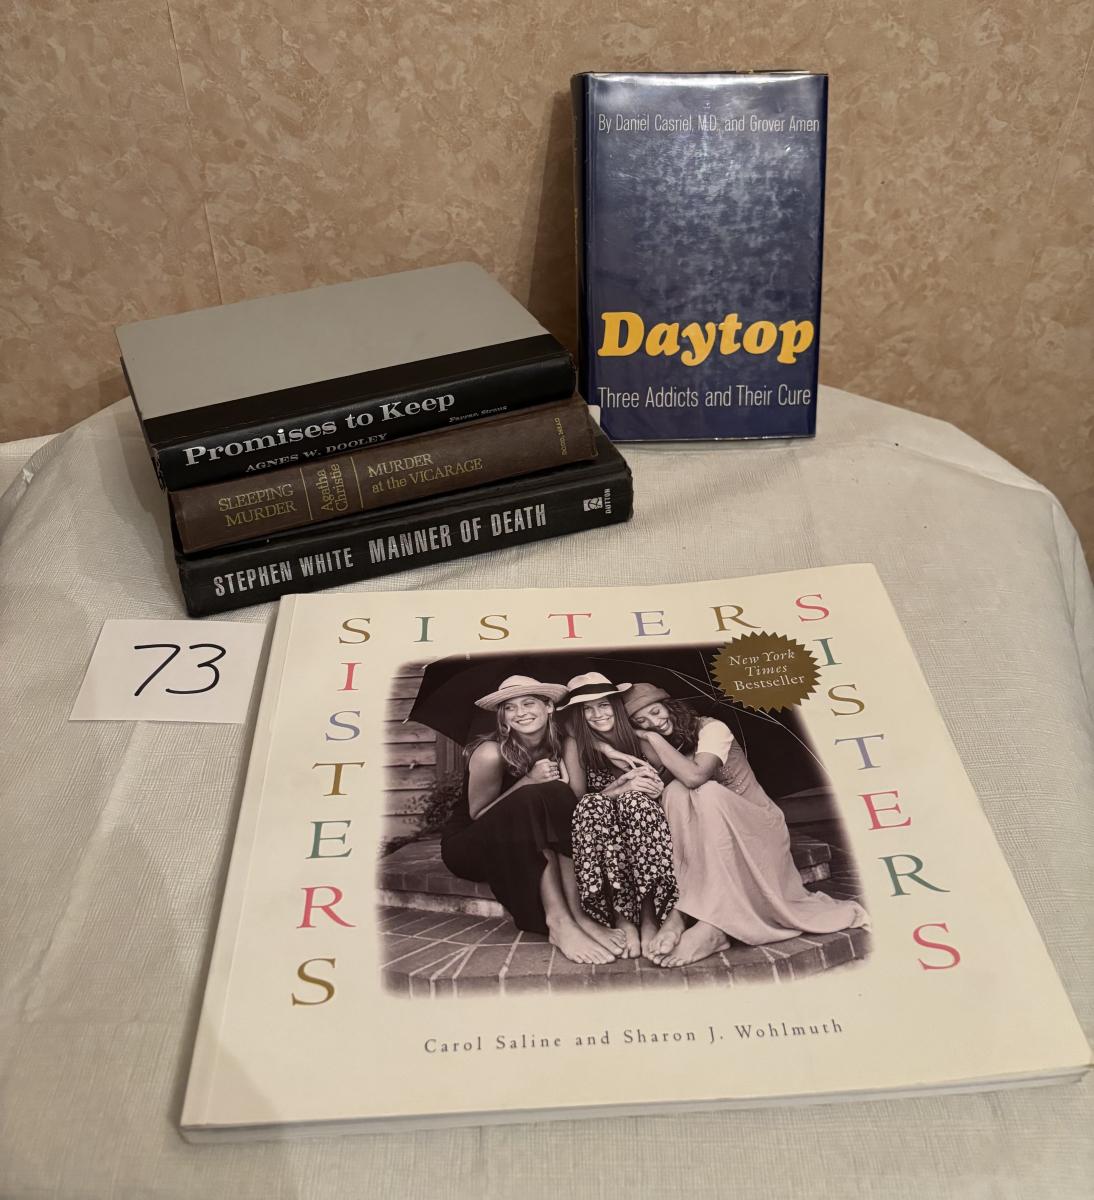 By Daniel Casriel, M.D., and Grover Amen
Daytop
Three Addicts and Their Cure
Promises to Keep
AGNES W. DOOLEY
Farrar, Straus
SLEEPING
MURDER
Agatha
Christie
MURDER
at the VICARAGE
STEPHEN WHITE MANNER OF DEATH
DUTTON
73
SISTERS
SISTERS
SISTERS
New York
Times
Bestseller
Carol Saline and Sharon J. Wohlmuth